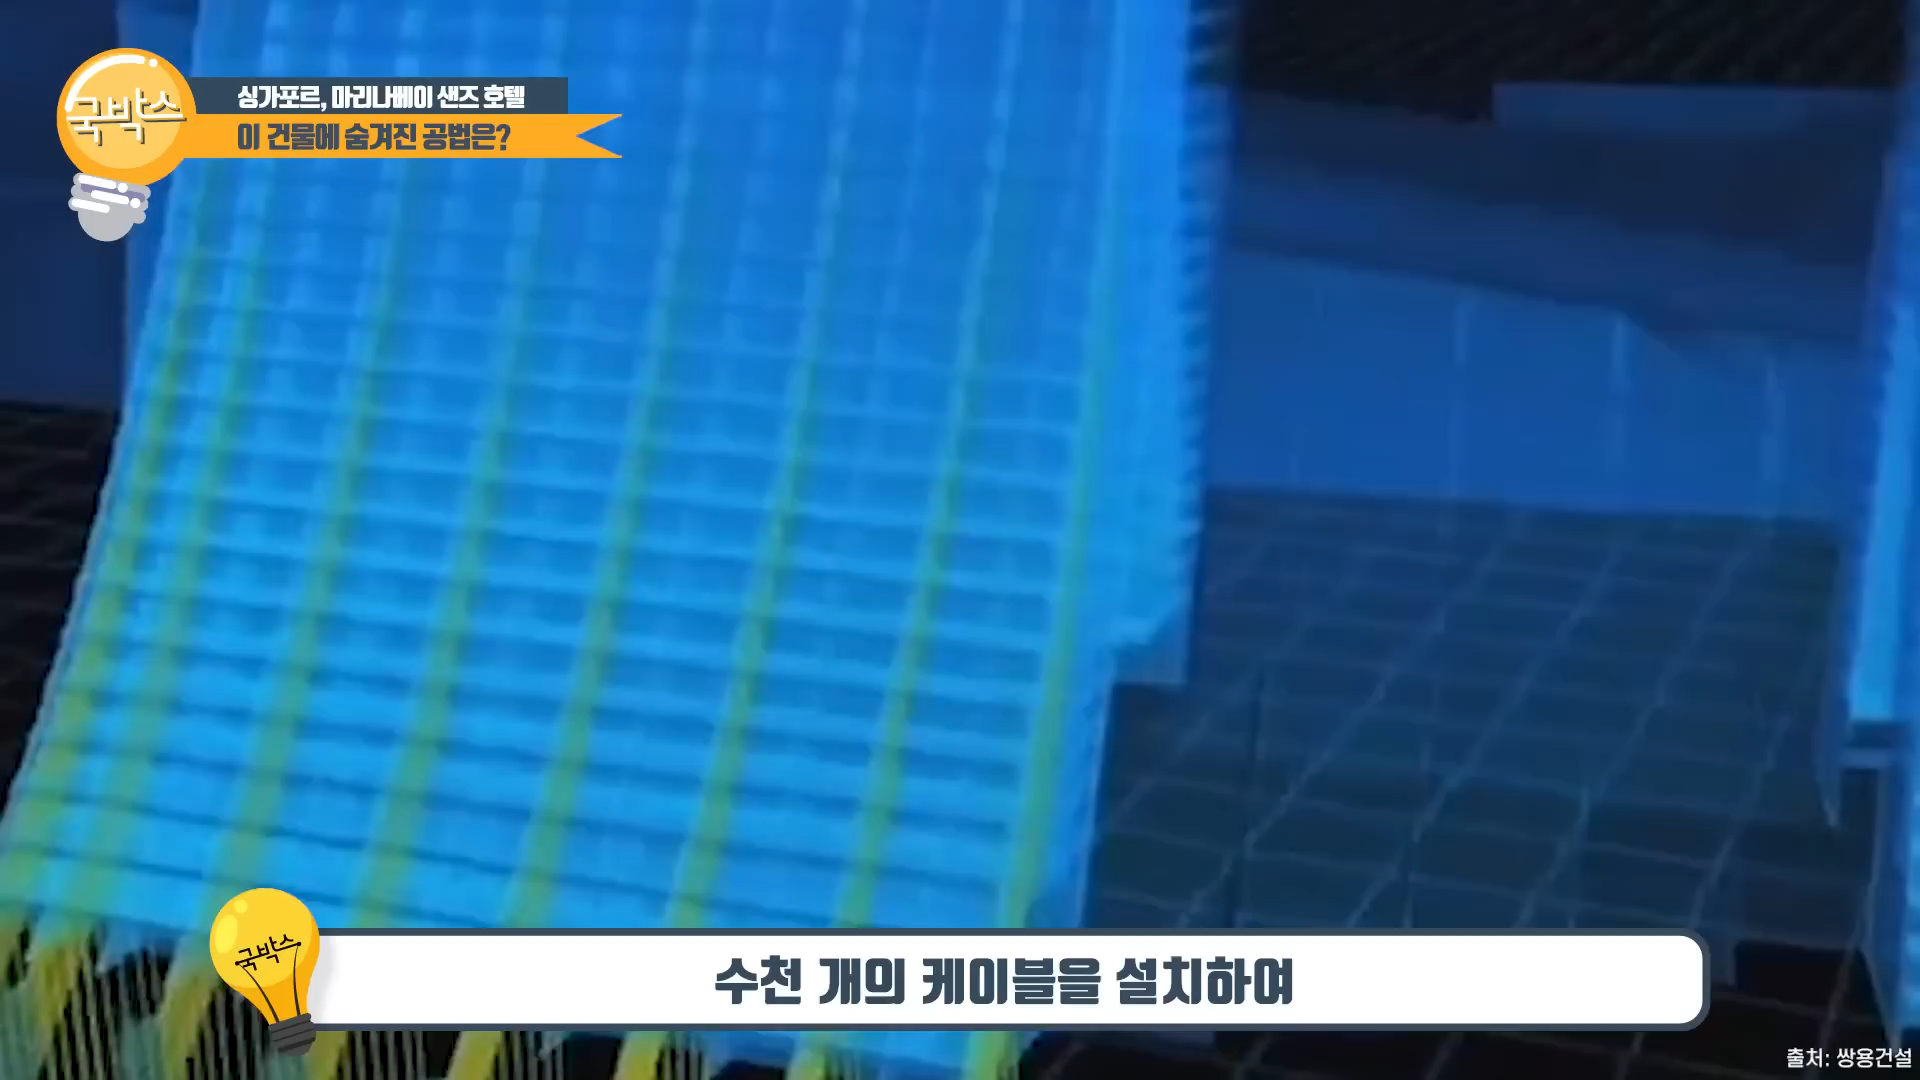 국박스
싱가포르, 마리나베이 샌즈 호텔
이 건물에 숨겨진 공법은?
국박스
수천 개의 케이블을 설치하여
출처: 쌍용건설